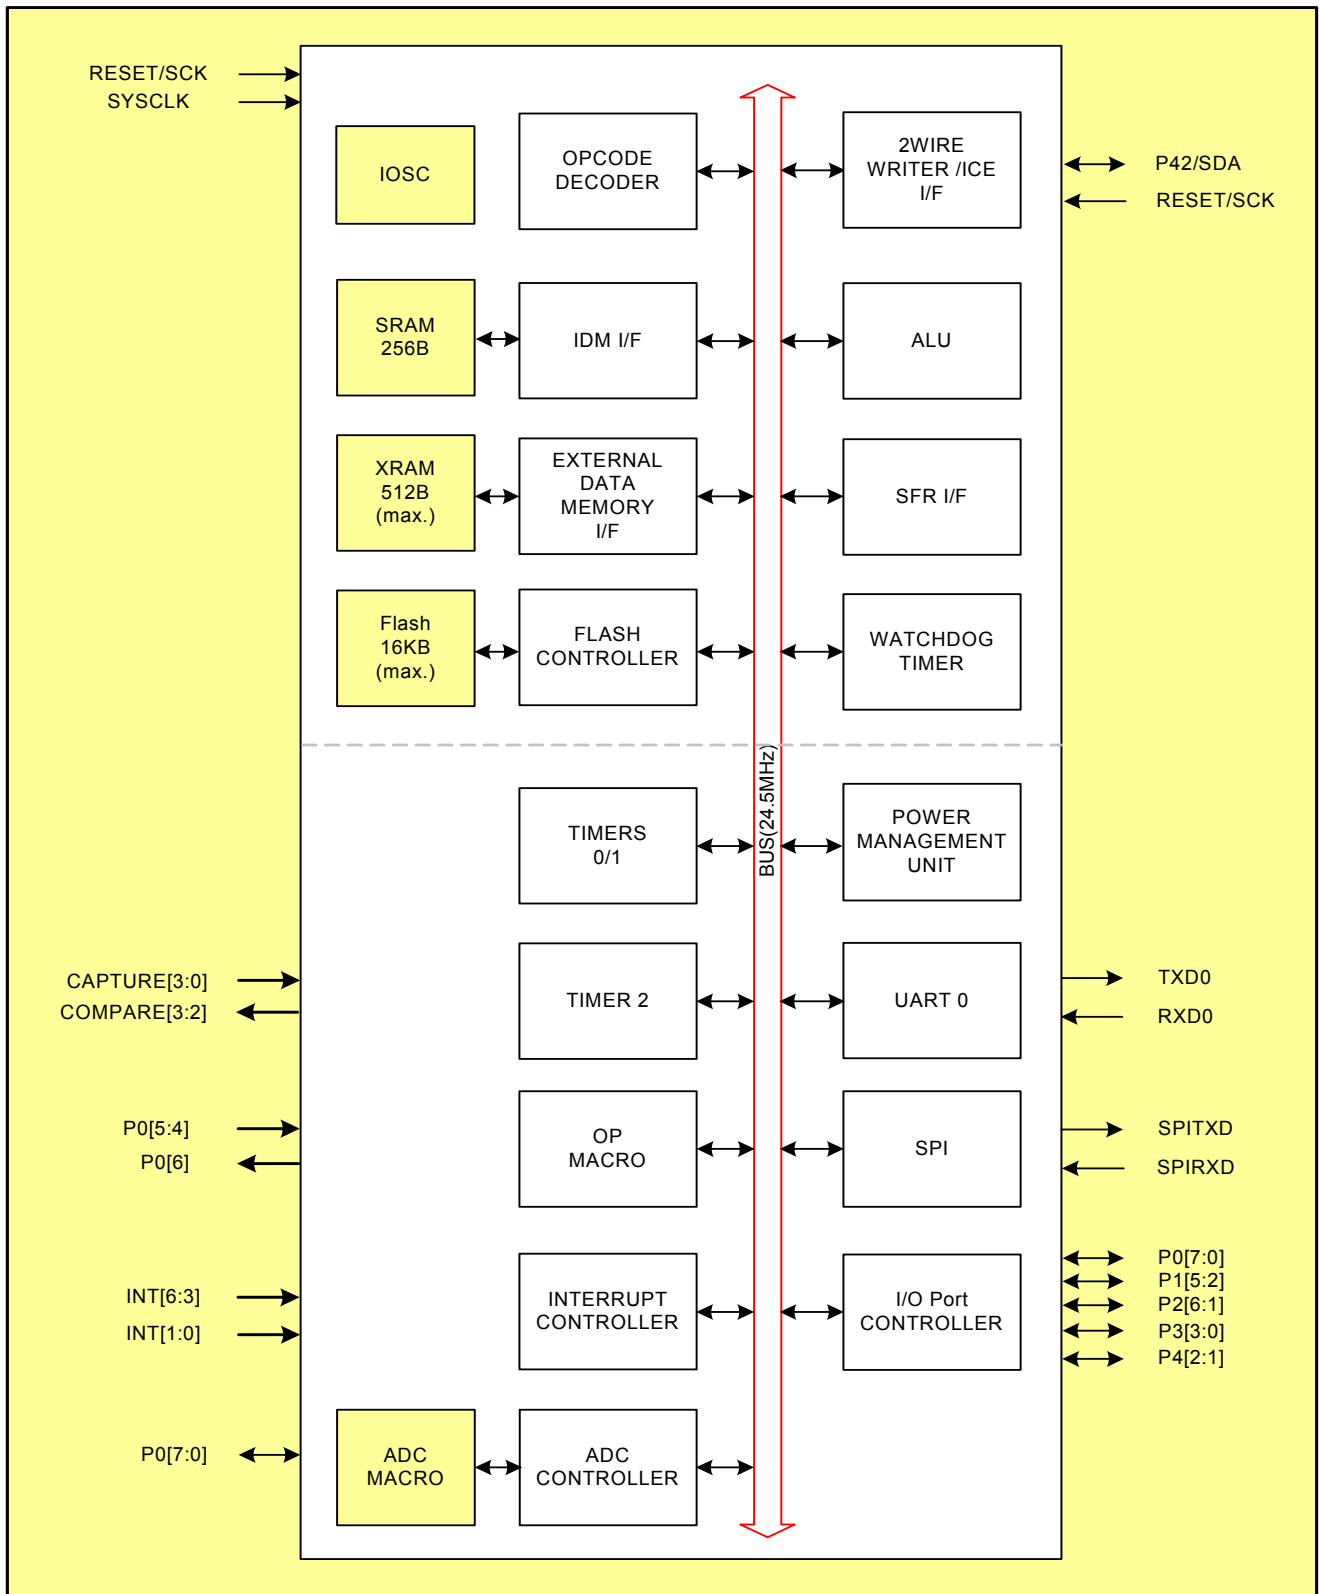 RESET/SCK
SYSCLK
IOSC
OPCODE
DECODER
2WIRE
WRITER /ICE
I/F
P42/SDA
RESET/SCK
SRAM
256B
IDM I/F
ALU
XRAM
512B
(max.)
EXTERNAL
DATA
MEMORY
I/F
SFR I/F
Flash
16KB
(max.)
FLASH
CONTROLLER
WATCHDOG
TIMER
BUS(24.5MHz)
TIMERS
0/1
POWER
MANAGEMENT
UNIT
CAPTURE[3:0]
COMPARE[3:2]
TIMER 2
UART 0
TXD0
RXD0
P0[5:4]
P0[6]
OP
MACRO
SPI
SPITXD
SPIRXD
INT[6:3]
INT[1:0]
INTERRUPT
CONTROLLER
I/O Port
CONTROLLER
P0[7:0]
P1[5:2]
P2[6:1]
P3[3:0]
P4[2:1]
P0[7:0]
ADC
MACRO
ADC
CONTROLLER